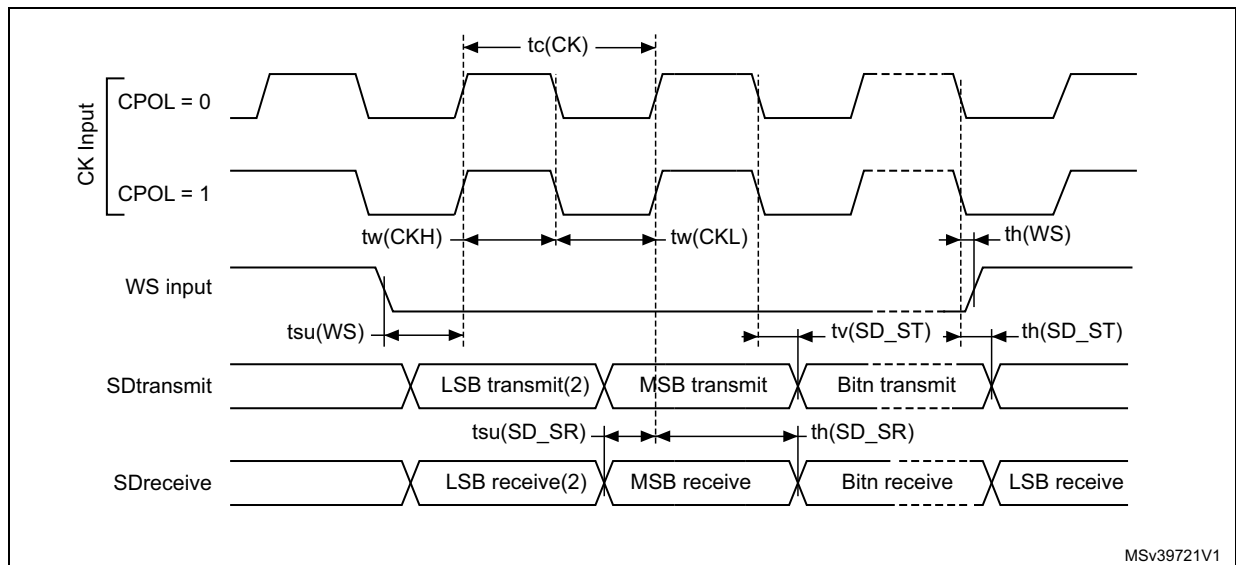 tc(CK)
CK Input
CPOL = 0
CPOL = 1
tw(CKH)
tw(CKL)
th(WS)
WS input
tsu(WS)
tv(SD_ST)
th(SD_ST)
SDtransmit
LSB transmit(2)
MSB transmit
Bitn transmit
tsu(SD_SR)
th(SD_SR)
SDreceive
LSB receive(2)
MSB receive
Bitn receive
LSB receive
MSv39721V1